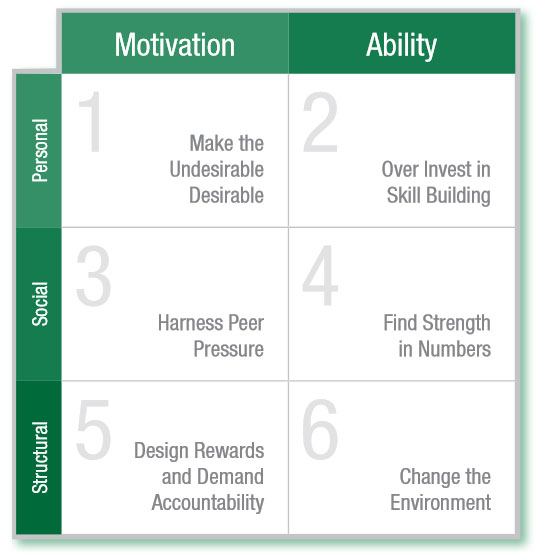 Motivation
Ability
Personal
1
Make the
Undesirable
Desirable
2
Over Invest in
Skill Building
Social
3
Harness Peer
Pressure
4
Find Strength
in Numbers
Structural
5
Design Rewards
and Demand
Accountability
6
Change the
Environment